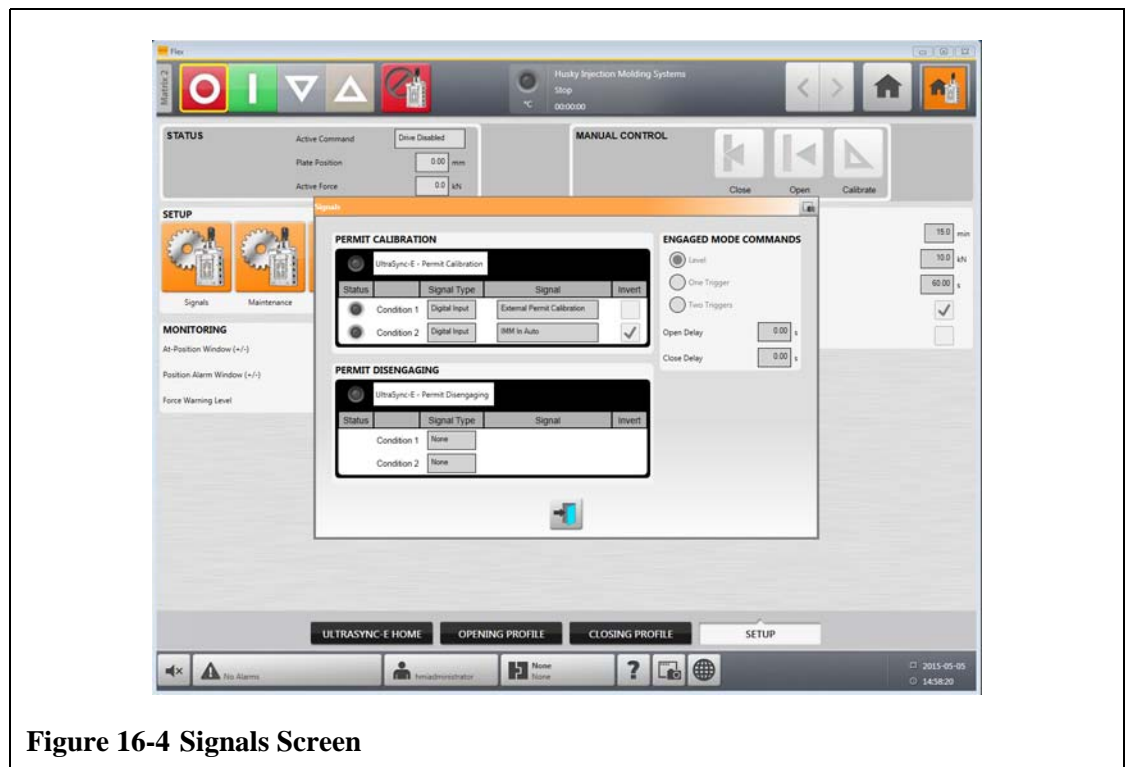 Flex
Matrix 2
Husky Injection Molding Systems
Stop
°C 00:00:00
STATUS
Active Command Drive Disabled
Plate Position 0.00 mm
Active Force 0.0 kN
MANUAL CONTROL
Close Open Calibrate
SETUP
Signals Maintenance
15.0 min
10.0 kN
60.00 s
MONITORING
At-Position Window (+/-)
Position Alarm Window (+/-)
Force Warning Level
Signals
PERMIT CALIBRATION
UltraSync-E - Permit Calibration
Status Signal Type Signal Invert
Condition 1 Digital Input External Permit Calibration
Condition 2 Digital Input IMM In Auto
PERMIT DISENGAGING
UltraSync-E - Permit Disengaging
Status Signal Type Signal Invert
Condition 1 None
Condition 2 None
ENGAGED MODE COMMANDS
Level
One Trigger
Two Triggers
Open Delay 0.00 s
Close Delay 0.00 s
ULTRASYNC-E HOME OPENING PROFILE CLOSING PROFILE SETUP
No Alarms
hmiadministrator
None
None
?
2015-05-05
14:58:20
Figure 16-4 Signals Screen